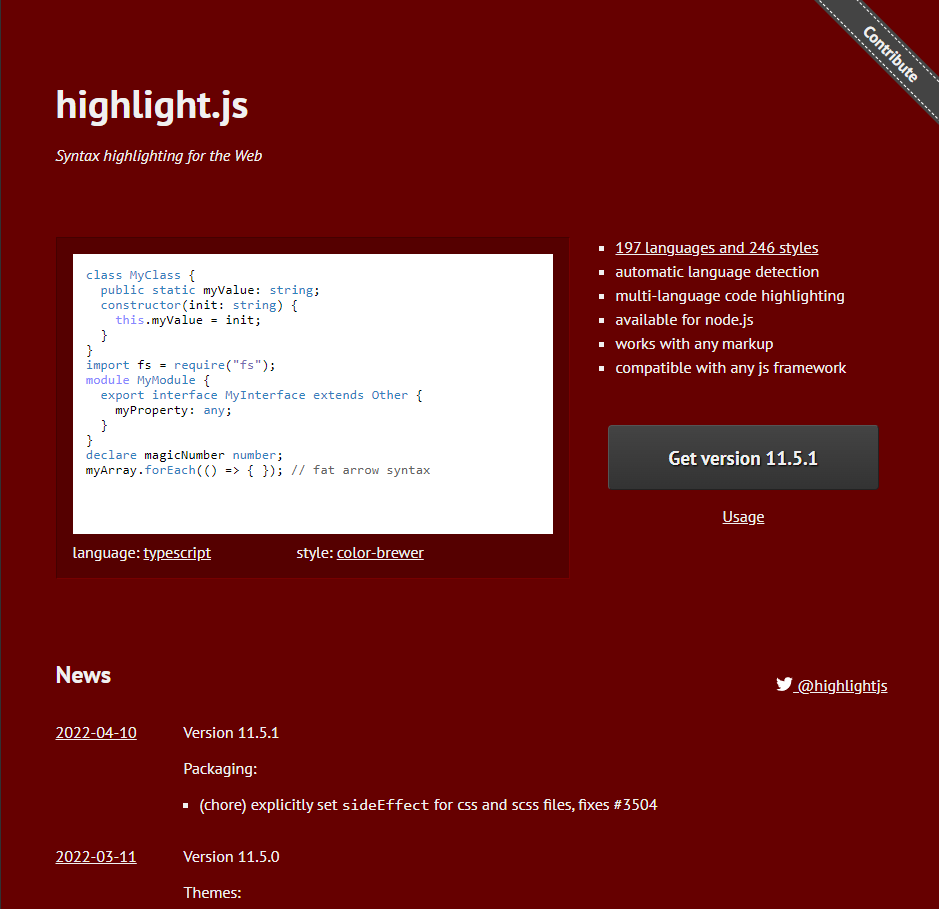 Contribute
highlight.js
Syntax highlighting for the Web
class MyClass {
  public static myValue: string;
  constructor(init: string) {
    this.myValue = init;
  }
}
import fs = require("fs");
module MyModule {
  export interface MyInterface extends Other {
    myProperty: any;
  }
}
declare magicNumber number;
myArray.forEach(() => { }); // fat arrow syntax
language: typescript style: color-brewer
197 languages and 246 styles
automatic language detection
multi-language code highlighting
available for node.js
works with any markup
compatible with any js framework
Get version 11.5.1
Usage
News
@highlightjs
2022-04-10 Version 11.5.1
Packaging:
(chore) explicitly set sideEffect for css and scss files, fixes #3504
2022-03-11 Version 11.5.0
Themes: